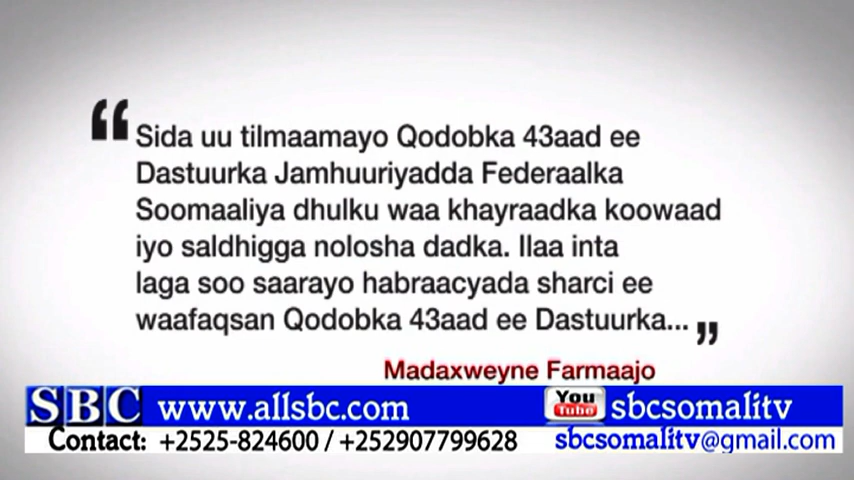 “
Sida uu tilmaamayo Qodobka 43aad ee
Dastuurka Jamhuuriyadda Federaalka
Soomaaliya dhulku waa khayraadka koowaad
iyo saldhigga nolosha dadka. Ilaa inta
laga soo saarayo habraacyada sharci ee
waafaqsan Qodobka 43aad ee Dastuurka... ”
Madaxweyne Farmaajo
SBC www.allsbc.com You Tube sbcsomalitv
Contact: +2525-824600 / +252907799628 sbcsomalitv@gmail.com